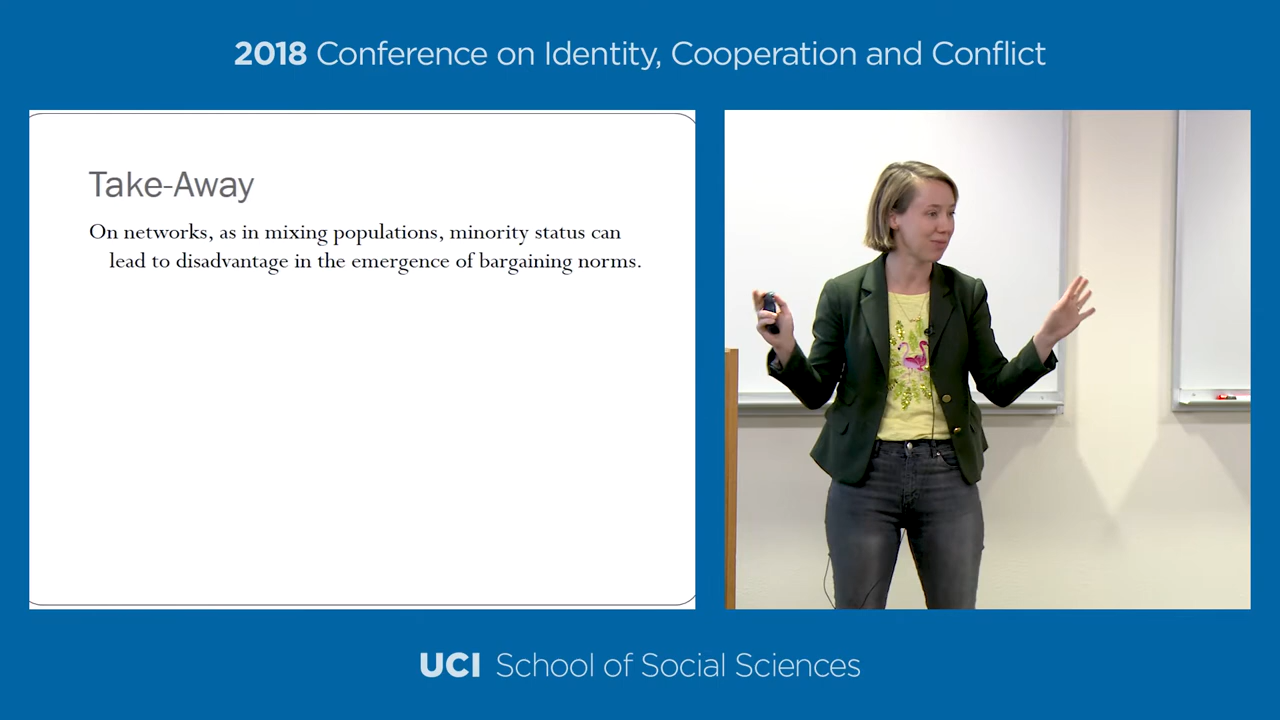 2018 Conference on Identity, Cooperation and Conflict
Take-Away
On networks, as in mixing populations, minority status can
lead to disadvantage in the emergence of bargaining norms.
UCI School of Social Sciences